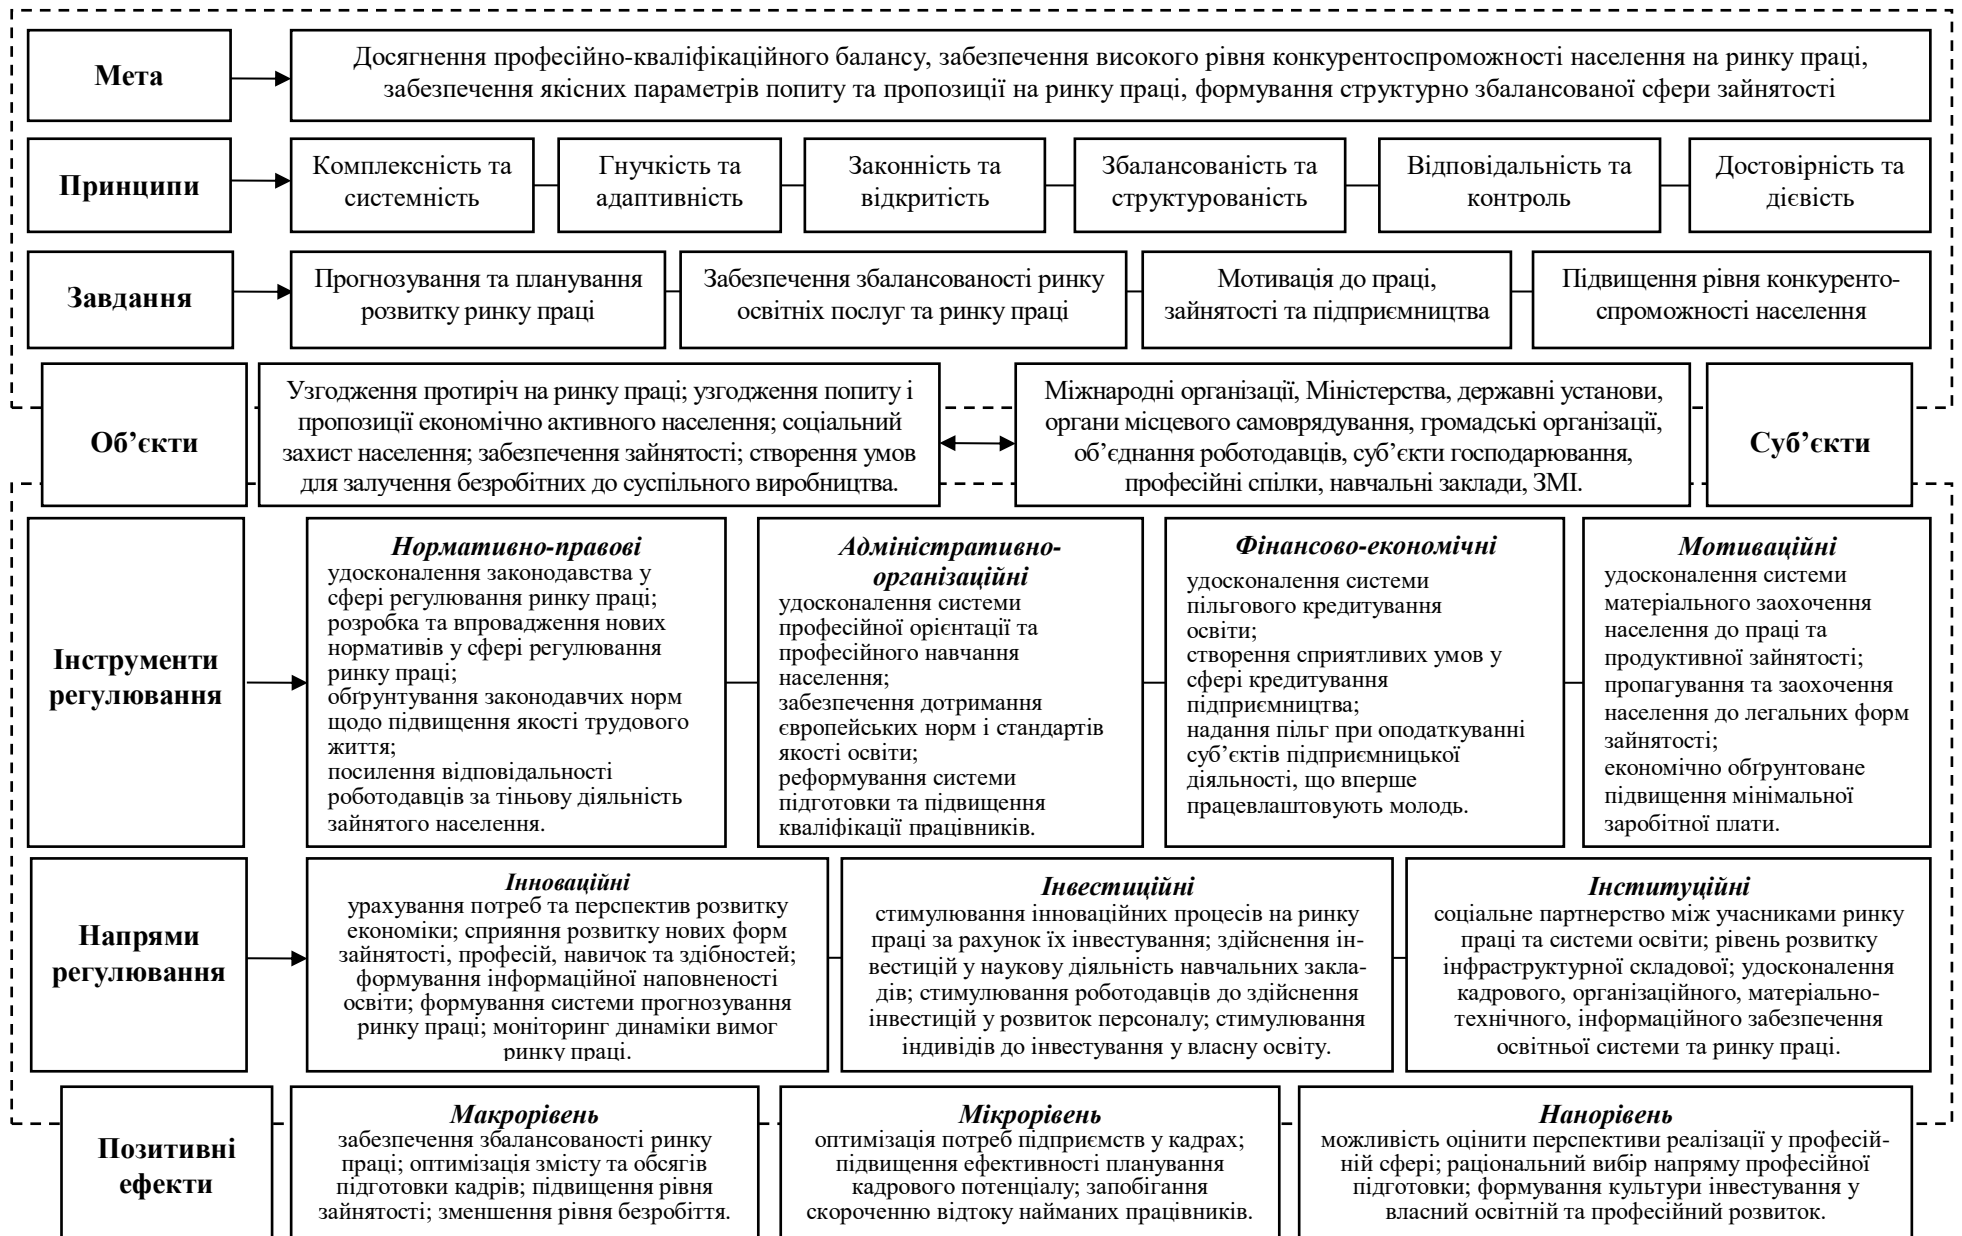 Мета
Досягнення професійно-кваліфікаційного балансу, забезпечення високого рівня конкурентоспроможності населення на ринку праці,
забезпечення якісних параметрів попиту та пропозиції на ринку праці, формування структурно збалансованої сфери зайнятості
Принципи
Комплексність та
системність
Гнучкість та
адаптивність
Законність та
відкритість
Збалансованість та
структурованість
Відповідальність та
контроль
Достовірність та
дієвість
Завдання
Прогнозування та планування
розвитку ринку праці
Забезпечення збалансованості ринку
освітніх послуг та ринку праці
Мотивація до праці,
зайнятості та підприємництва
Підвищення рівня конкуренто-
спроможності населення
Об’єкти
Узгодження протиріч на ринку праці; узгодження попиту і
пропозиції економічно активного населення; соціальний
захист населення; забезпечення зайнятості; створення умов
для залучення безробітних до суспільного виробництва.
Міжнародні організації, Міністерства, державні установи,
органи місцевого самоврядування, громадські організації,
об’єднання роботодавців, суб’єкти господарювання,
професійні спілки, навчальні заклади, ЗМІ.
Суб’єкти
Інструменти
регулювання
Нормативно-правові
удосконалення законодавства у
сфері регулювання ринку праці;
розробка та впровадження нових
нормативів у сфері регулювання
ринку праці;
обґрунтування законодавчих норм
щодо підвищення якості трудового
життя;
посилення відповідальності
роботодавців за тіньову діяльність
зайнятого населення.
Адміністративно-
організаційні
удосконалення системи
професійної орієнтації та
професійного навчання
населення;
забезпечення дотримання
європейських норм і стандартів
якості освіти;
реформування системи
підготовки та підвищення
кваліфікації працівників.
Фінансово-економічні
удосконалення системи
пільгового кредитування
освіти;
створення сприятливих умов у
сфері кредитування
підприємництва;
надання пільг при оподаткуванні
суб’єктів підприємницької
діяльності, що вперше
працевлаштовують молодь.
Мотиваційні
удосконалення системи
матеріального заохочення
населення до праці та
продуктивної зайнятості;
пропагування та заохочення
населення до легальних форм
зайнятості;
економічно обґрунтоване
підвищення мінімальної
заробітної плати.
Напрями
регулювання
Інноваційні
урахування потреб та перспектив розвитку
економіки; сприяння розвитку нових форм
зайнятості, професій, навичок та здібностей;
формування інформаційної наповненості
освіти; формування системи прогнозування
ринку праці; моніторинг динаміки вимог
ринку праці.
Інвестиційні
стимулювання інноваційних процесів на ринку
праці за рахунок їх інвестування; здійснення ін-
вестицій у наукову діяльність навчальних закла-
дів; стимулювання роботодавців до здійснення
інвестицій у розвиток персоналу; стимулювання
індивідів до інвестування у власну освіту.
Інституційні
соціальне партнерство між учасниками ринку
праці та системи освіти; рівень розвитку
інфраструктурної складової; удосконалення
кадрового, організаційного, матеріально-
технічного, інформаційного забезпечення
освітньої системи та ринку праці.
Позитивні
ефекти
Макрорівень
забезпечення збалансованості ринку
праці; оптимізація змісту та обсягів
підготовки кадрів; підвищення рівня
зайнятості; зменшення рівня безробіття.
Мікрорівень
оптимізація потреб підприємств у кадрах;
підвищення ефективності планування
кадрового потенціалу; запобігання
скороченню відтоку найманих працівників.
Нанорівень
можливість оцінити перспективи реалізації у професій-
ній сфері; раціональний вибір напряму професійної
підготовки; формування культури інвестування у
власний освітній та професійний розвиток.